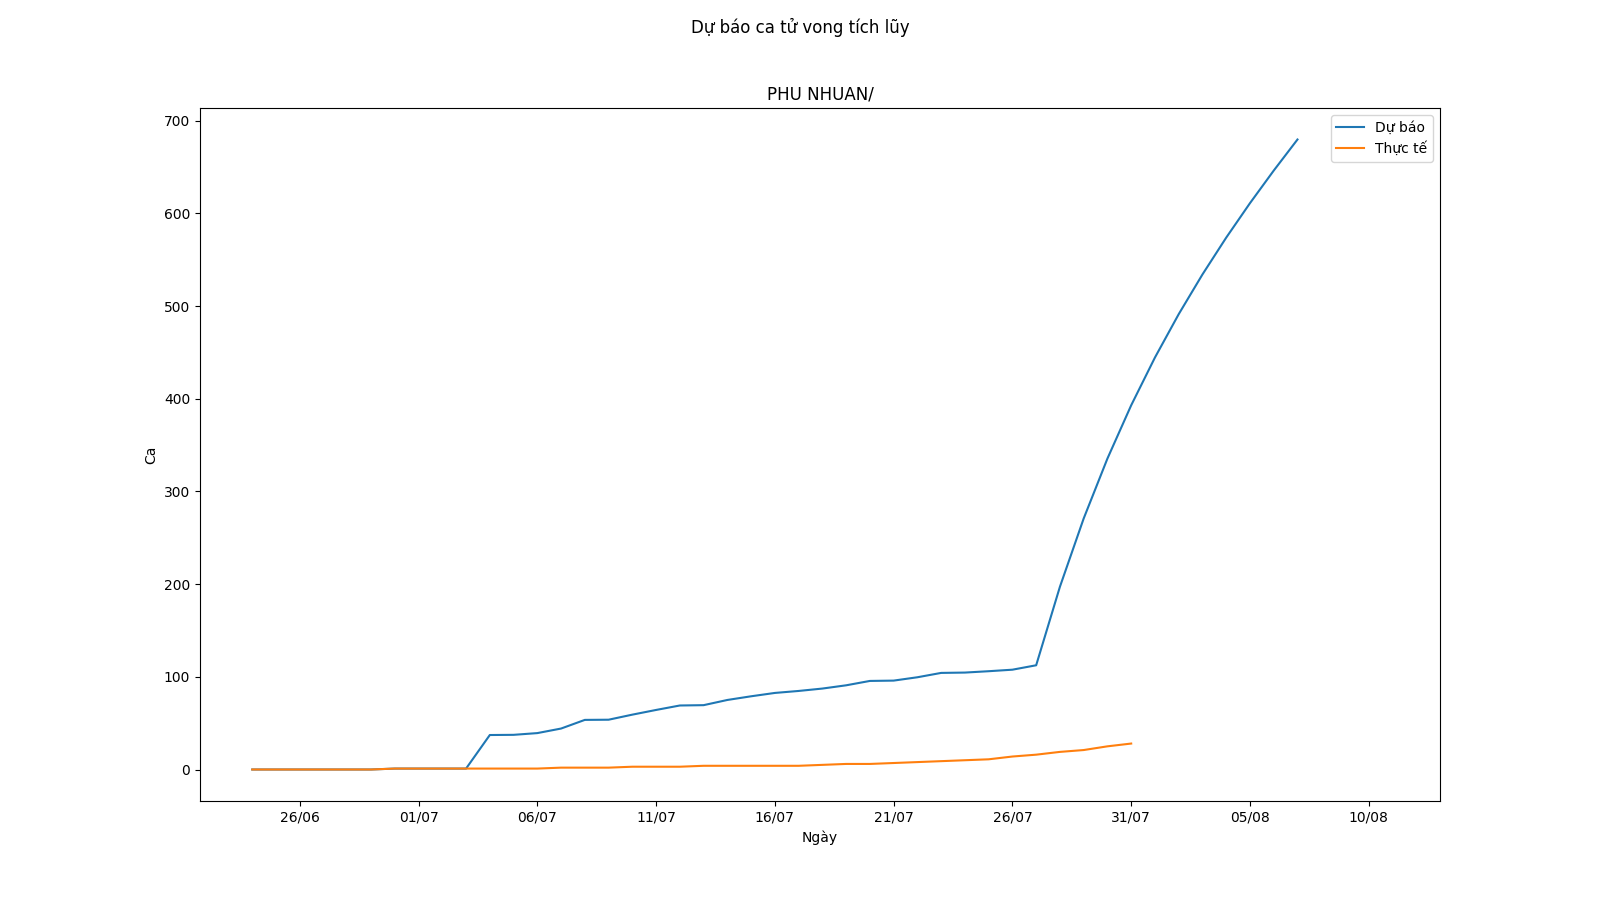 Dự báo ca tử vong tích lũy
PHU NHUAN/
Dự báo
Thực tế
700
600
500
400
300
200
100
0
Ca
26/06 01/07 06/07 11/07 16/07 21/07 26/07 31/07 05/08 10/08
Ngày